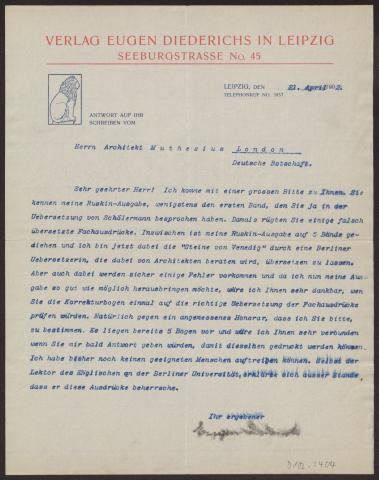 VERLAG EUGEN DIEDERICHS IN LEIPZIG
SEEBURGSTRASSE No. 45
LEIPZIG, DEN 21. April 1902.
TELEPHONRUF NO.
ANTWORT AUF IHR
SCHREIBEN VOM
Herrn Architekt Muthesius London
Deutsche Botschaft.
Sehr geehrter Herr! Ich komme mit einer grossen Bitte zu Ihnen. Sie
kennen meine Ruskin-Ausgabe, wenigstens den ersten Band, den Sie ja in der
Uebersetzung von Schölermann besprochen haben. Damals rügten Sie einige falsch
übersetzte Fachausdrücke. Inzwischen ist meine Ruskin-Ausgabe auf 5 Bände ge-
diehen und ich bin jetzt dabei die "Steine von Venedig" durch eine Berliner
Uebersetzerin, die dabei von Architekten beraten wird, übersetzen zu lassen.
Aber auch dabei werden sicher einige Fehler vorkommen und da ich nun meine Aus-
gabe so gut wie möglich herausbringen möchte, wäre ich Ihnen sehr dankbar, wen
Sie die Korrekturbogen einmal auf die richtige Uebersetzung der Fachausdrücke
prüfen würden. Natürlich gegen ein angemessenes Honorar, dass ich Sie bitte,
zu bestimmen. Es liegen bereits 5 Bogen vor und wäre ich Ihnen sehr verbunden
wenn Sie mir bald Antwort geben würden, damit dieselben gedruckt werden können.
Ich habe bisher noch keinen geeigneten Menschen auftreiben können. Selbst der
Lektor des Englischen an der Berliner Universität, erklärte sich ausser Stande,
dass er diese Ausdrücke beherrsche.
Ihr ergebener